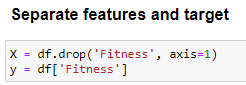 Separate features and target
X = df.drop('Fitness', axis=1)
y = df['Fitness']